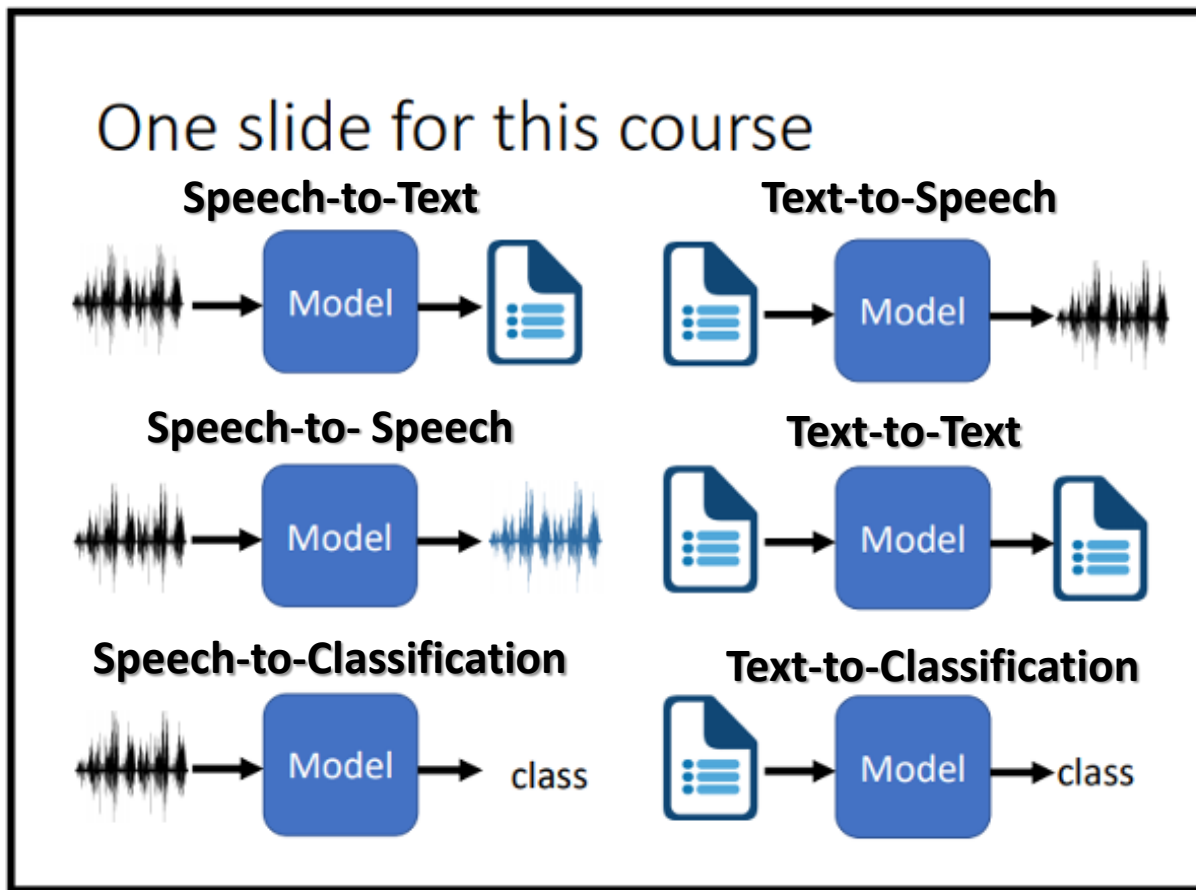 One slide for this course
Speech-to-Text
Text-to-Speech
Model
Model
Speech-to- Speech
Text-to-Text
Model
Model
Speech-to-Classification
Text-to-Classification
Model
class
Model
class